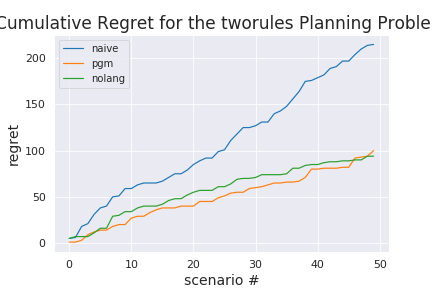 Cumulative Regret for the tworules Planning Proble
naive
pgm
nolang
regret
200
150
100
50
0
0
10
20
30
40
50
scenario #